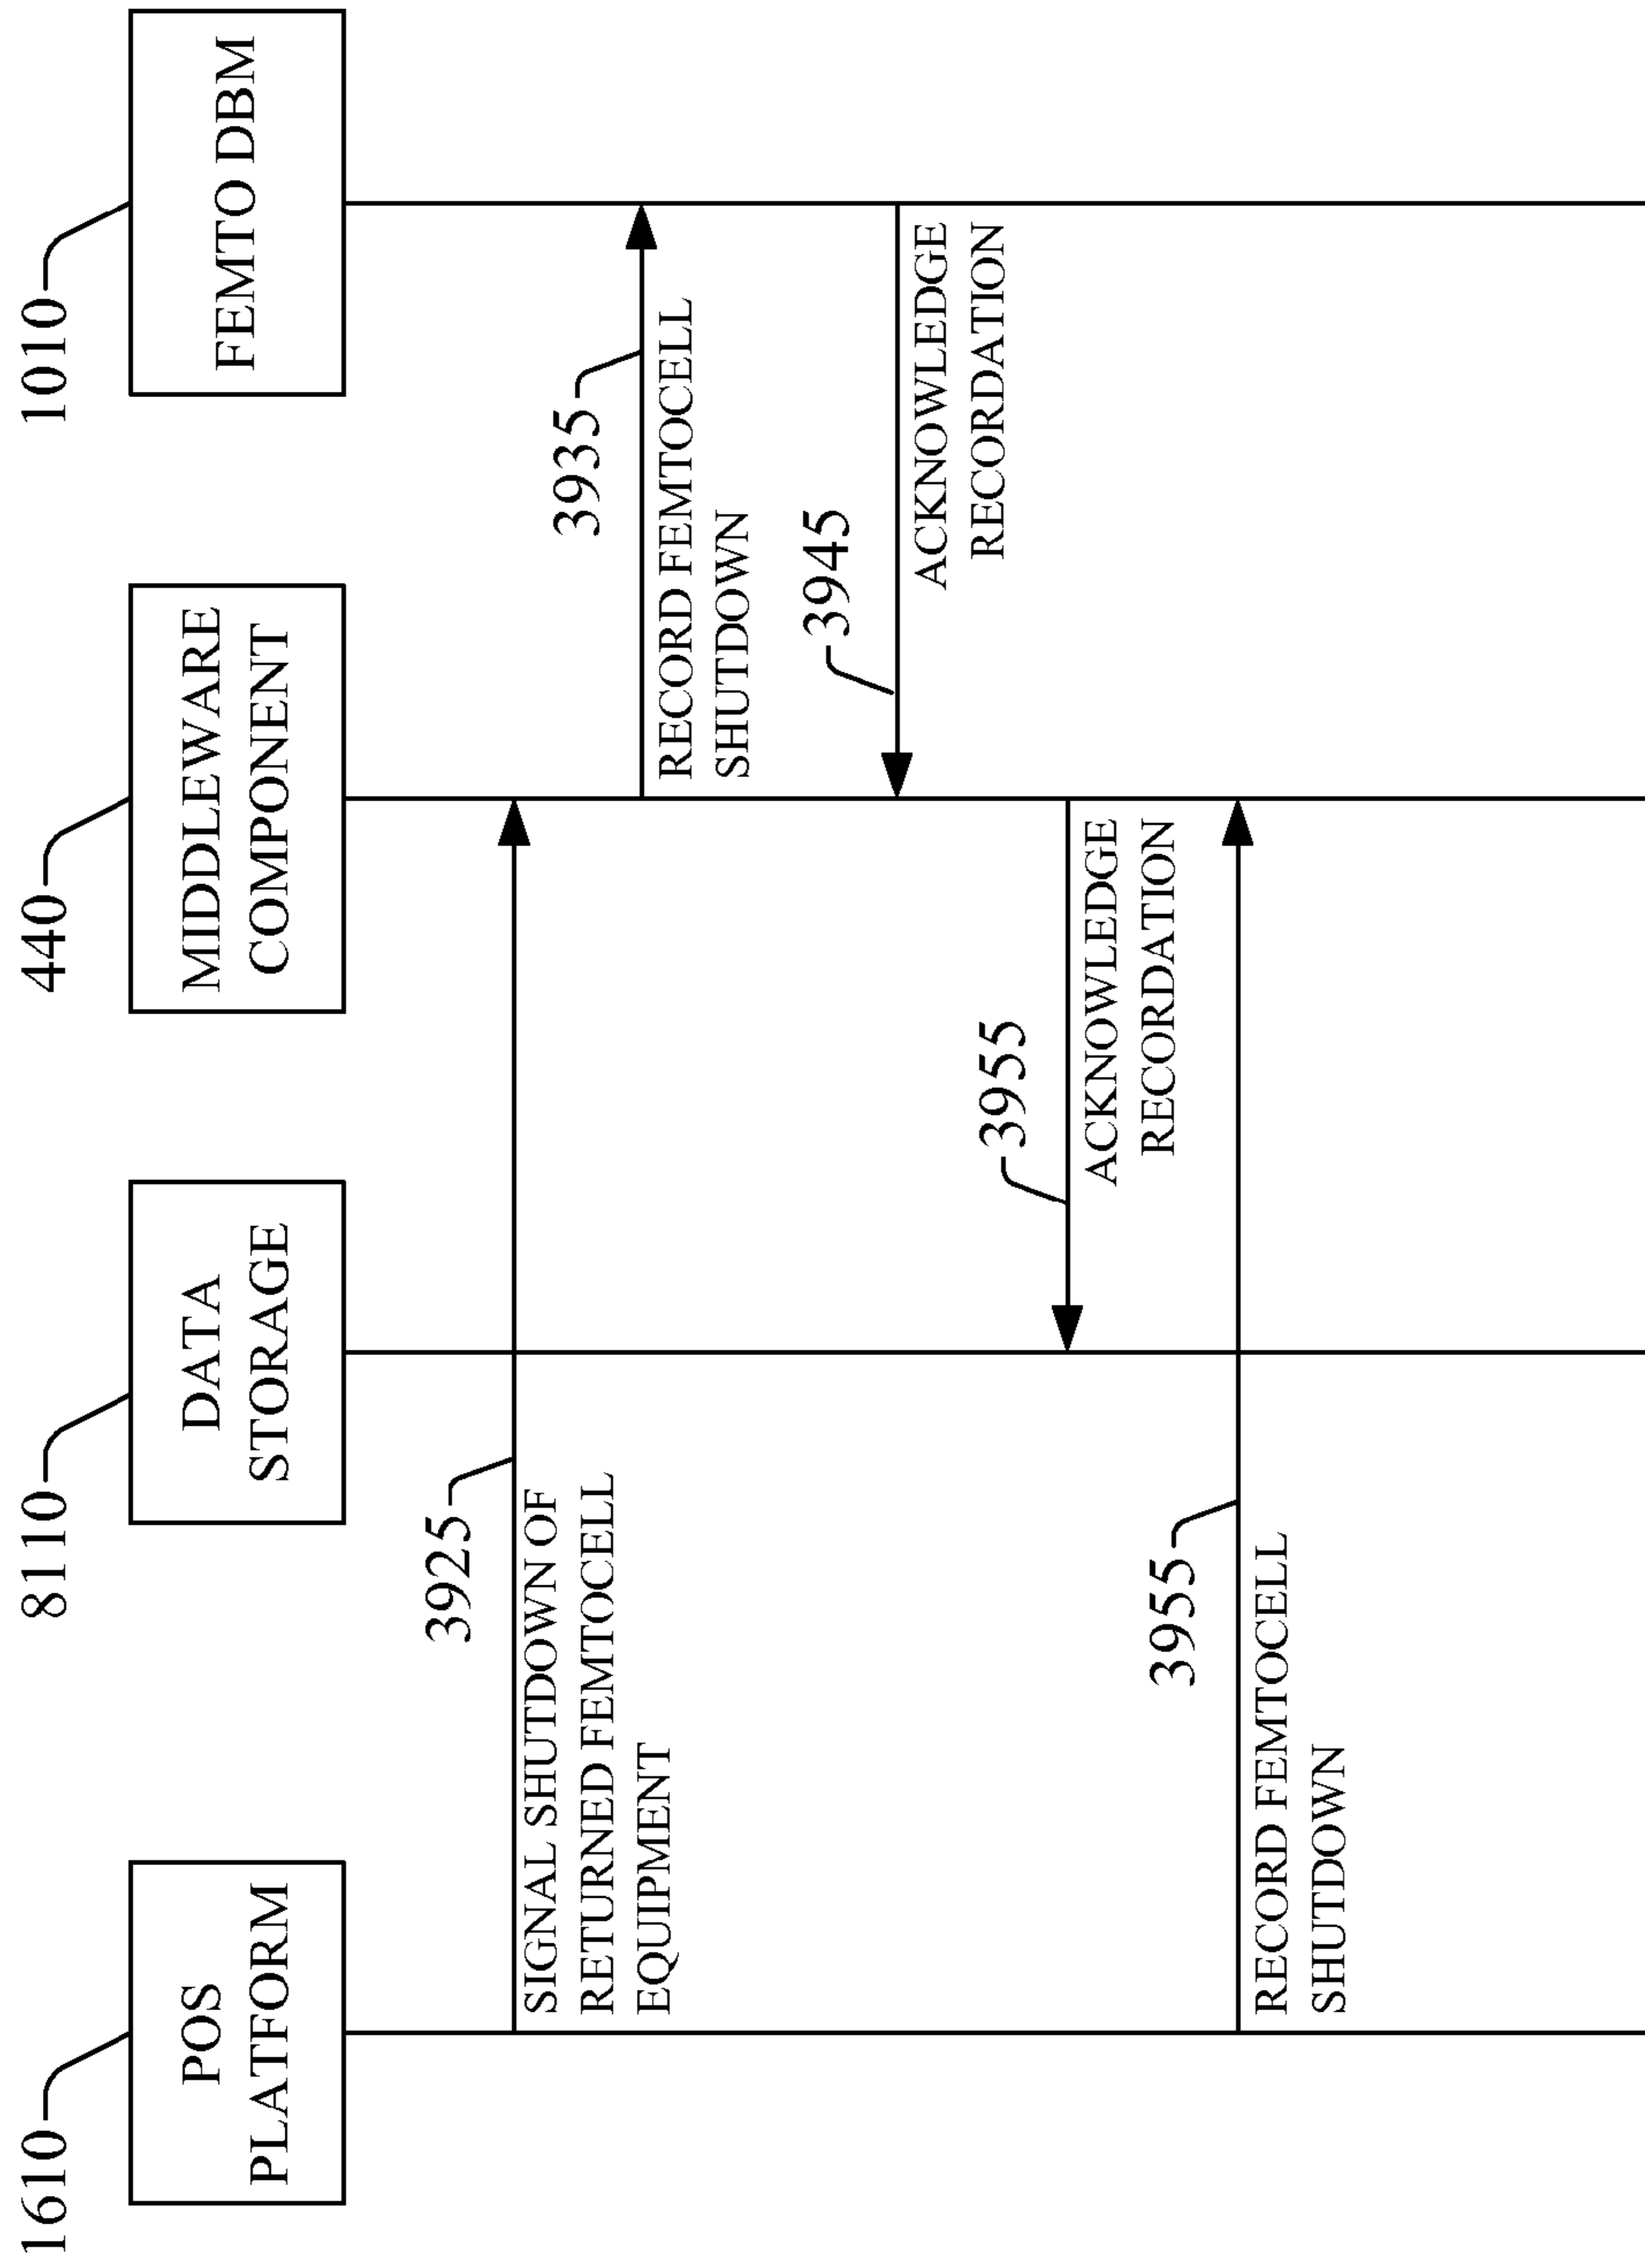 1610
8110
440
1010
POS
PLATFORM
DATA
STORAGE
MIDDLEWARE
COMPONENT
FEMTO DBM
3925
SIGNAL SHUTDOWN OF
RETURNED FEMTOCELL
EQUIPMENT
3935
RECORD FEMTOCELL
SHUTDOWN
3945
ACKNOWLEDGE
RECORDATION
3955
ACKNOWLEDGE
RECORDATION
3955
RECORD FEMTOCELL
SHUTDOWN